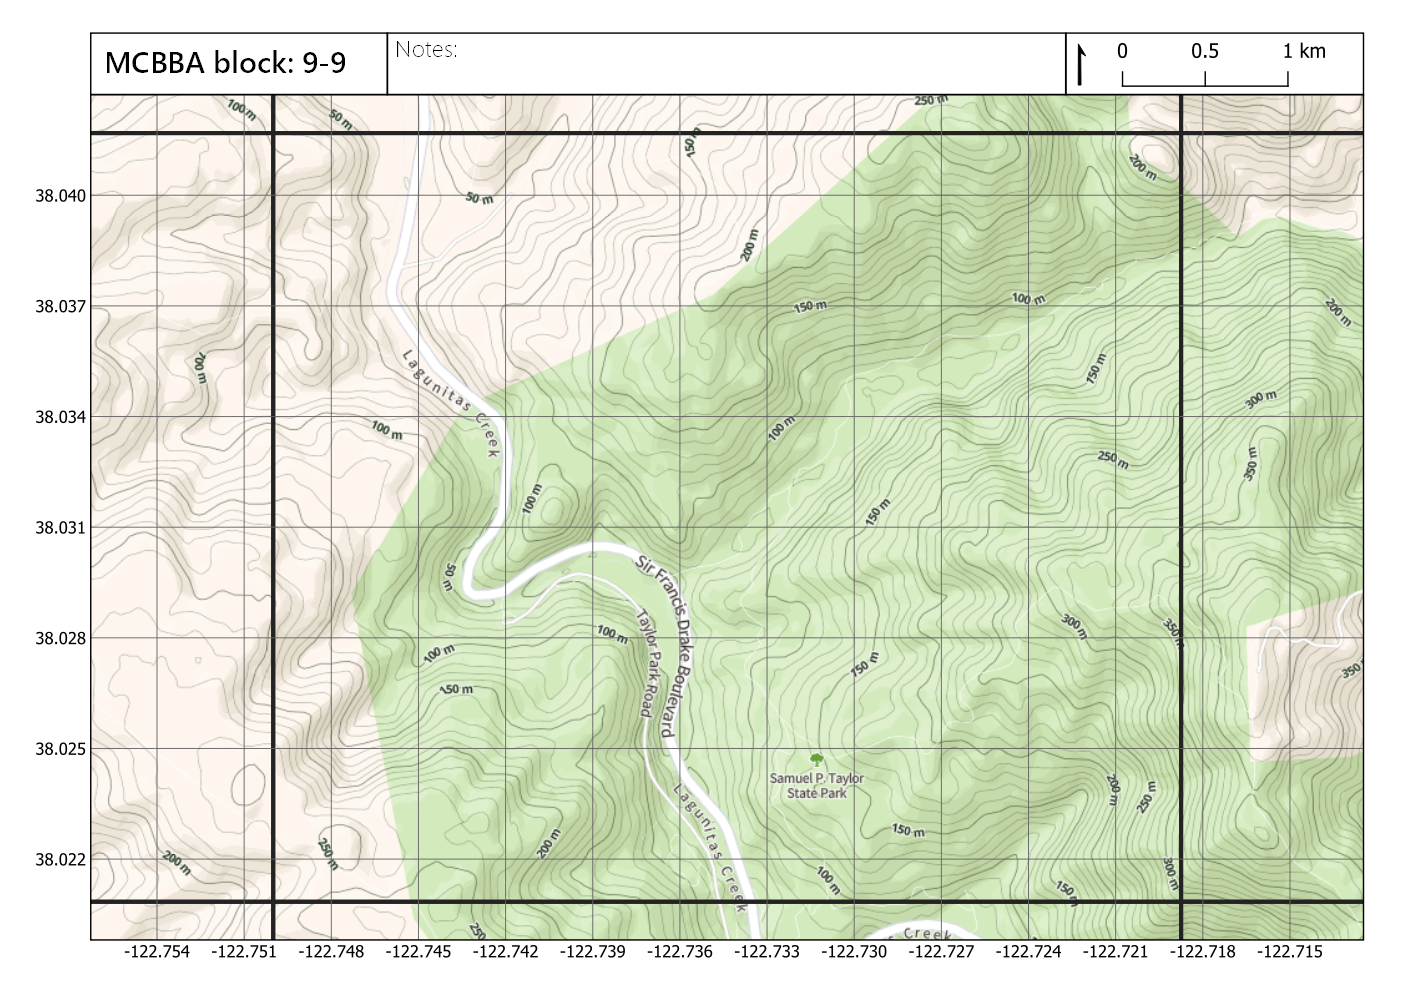 MCBBA block: 9-9
Notes:
0 0.5 1 km
250 m
100 m
50 m
150 m
200 m
38.040
50 m
200 m
38.037
150 m
100 m
200 m
700 m
Lagunitas Creek
150 m
300 m
38.034
100 m
100 m
250 m
350 m
100 m
150 m
38.031
50 m
Sir Francis Drake Boulevard
Taylor Park Road
38.028
100 m
300 m
350 m
100 m
150 m
350 m
150 m
38.025
Samuel P. Taylor
State Park
200 m
250 m
Lagunitas Creek
150 m
200 m
250 m
38.022
200 m
100 m
150 m
300 m
250
s Creek
-122.754 -122.751 -122.748 -122.745 -122.742 -122.739 -122.736 -122.733 -122.730 -122.727 -122.724 -122.721 -122.718 -122.715